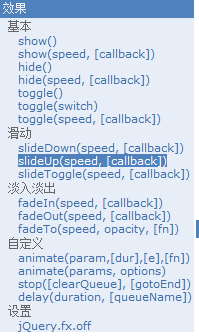 效果
基本
show()
show(speed, [callback])
hide()
hide(speed, [callback])
toggle()
toggle(switch)
toggle(speed, [callback])
滑动
slideDown(speed, [callback])
slideUp(speed, [callback])
slideToggle(speed, [callback])
淡入淡出
fadeIn(speed, [callback])
fadeOut(speed, [callback])
fadeTo(speed, opacity, [fn])
自定义
animate(param,[dur],[e],[fn])
animate(params, options)
stop([clearQueue], [gotoEnd])
delay(duration, [queueName])
设置
jQuery.fx.off